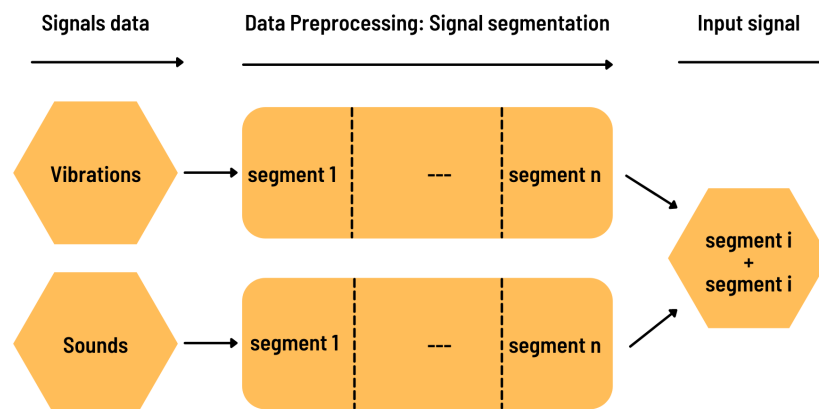 Signals data
Data Preprocessing: Signal segmentation
Input signal
Vibrations
segment 1
---
segment n
segment i
+
segment i
Sounds
segment 1
---
segment n